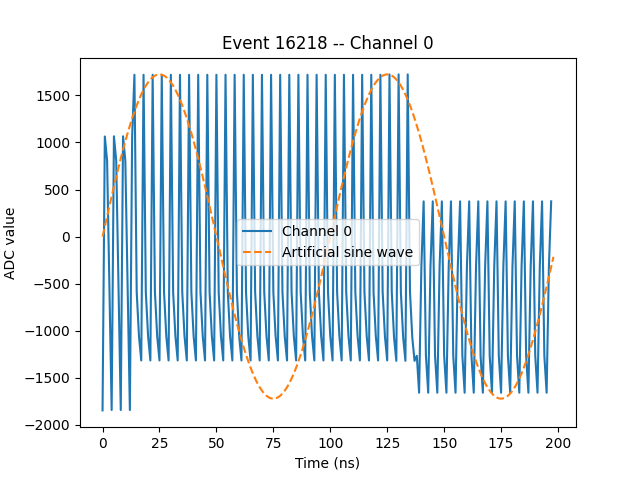 Event 16218 -- Channel 0
ADC value
1500
1000
500
0
−500
−1000
−1500
−2000
Channel 0
Artificial sine wave
0 25 50 75 100 125 150 175 200
Time (ns)